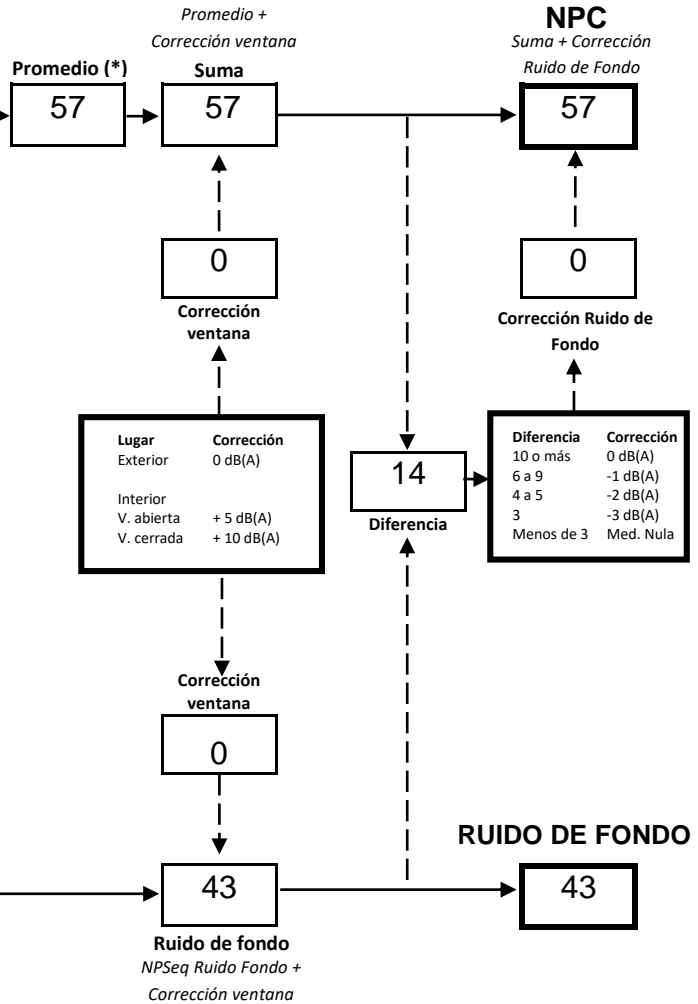 Promedio +
Corrección ventana
NPC
Suma + Corrección
Ruido de Fondo
Promedio (*)
Suma
57
57
57
0
0
Corrección
ventana
Corrección Ruido de
Fondo
Lugar Corrección
Exterior 0 dB(A)
Interior
V. abierta + 5 dB(A)
V. cerrada + 10 dB(A)
14
Diferencia
Diferencia Corrección
10 o más 0 dB(A)
6 a 9 -1 dB(A)
4 a 5 -2 dB(A)
3 -3 dB(A)
Menos de 3 Med. Nula
Corrección
ventana
0
RUIDO DE FONDO
43
43
Ruido de fondo
NPSeq Ruido Fondo +
Corrección ventana